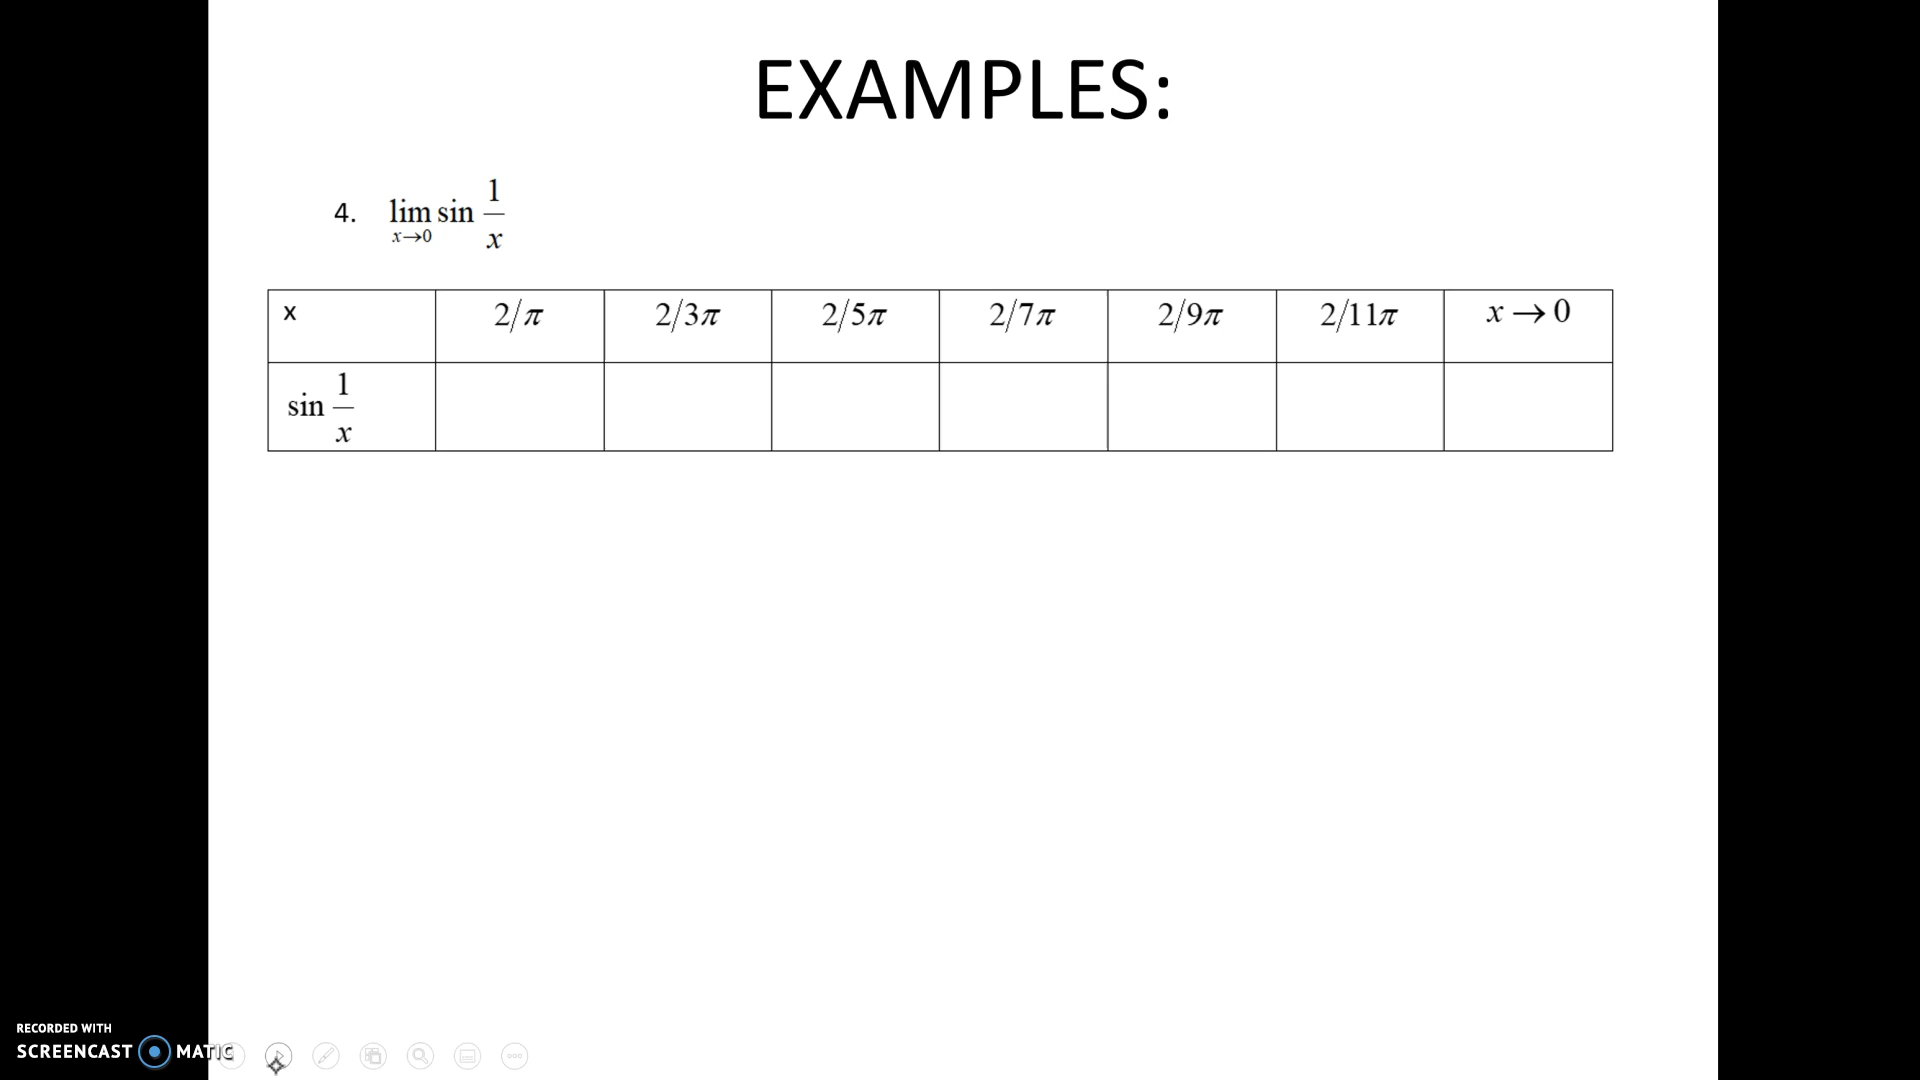 EXAMPLES:
4. lim sin 1/x
x→0
x 2/π 2/3π 2/5π 2/7π 2/9π 2/11π x→0
sin 1/x
RECORDED WITH
SCREENCAST MATIC